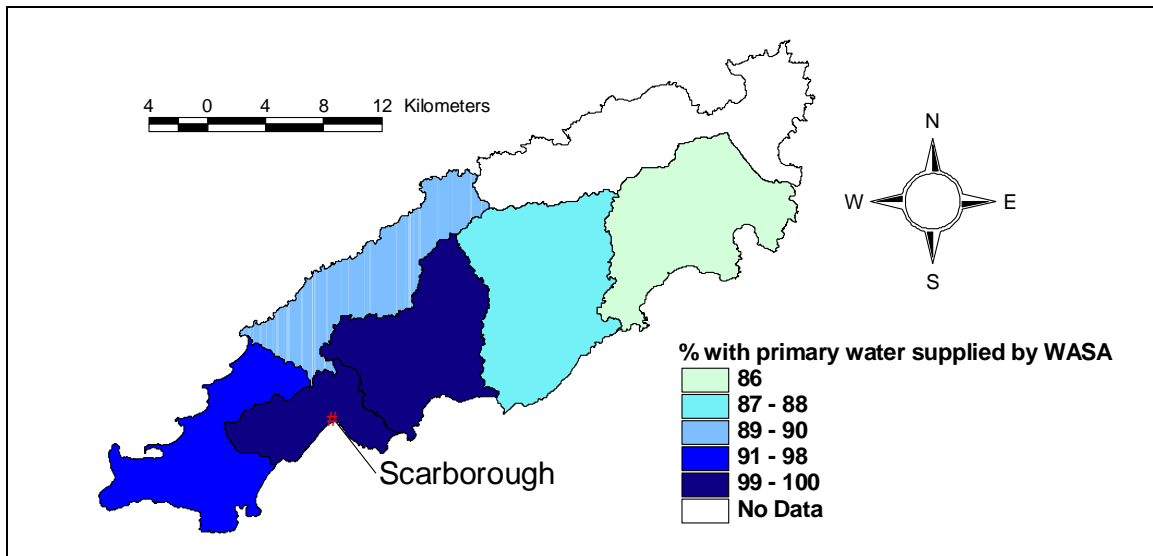 4 0 4 8 12 Kilometers
N
W E
S
% with primary water supplied by WASA
86
87 - 88
89 - 90
91 - 98
99 - 100
No Data
#
Scarborough